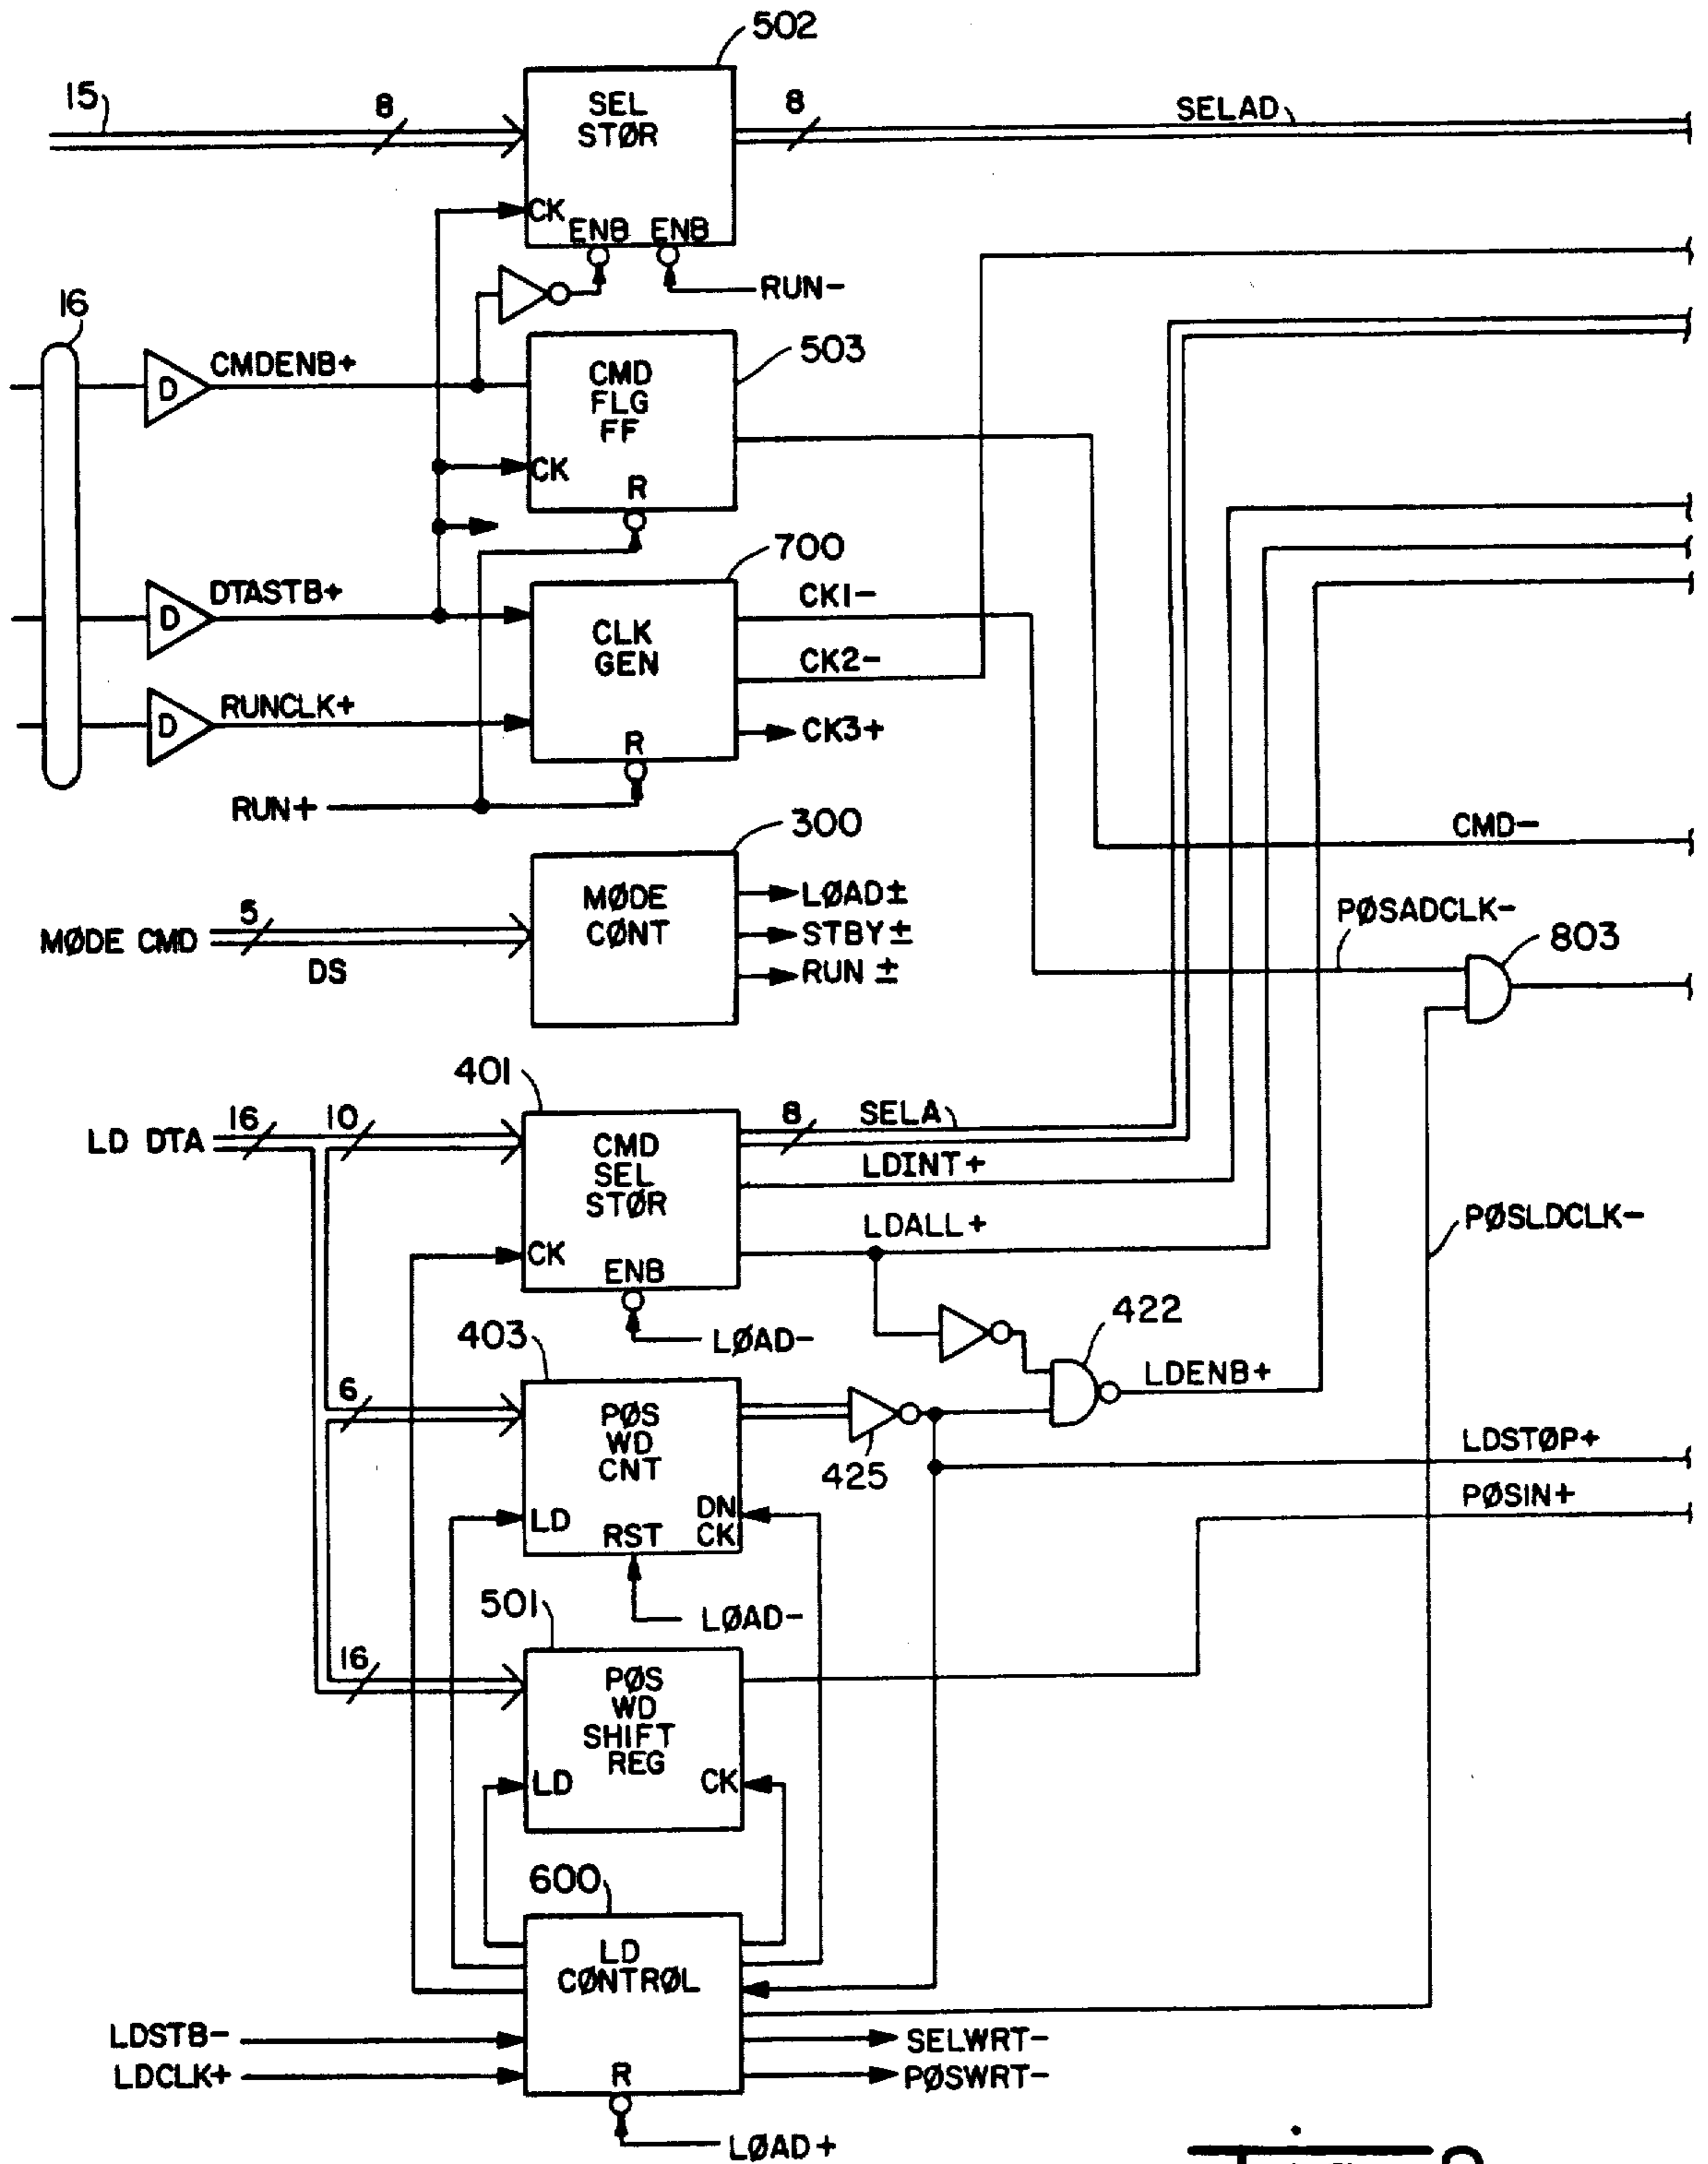 502
15
8
SEL
STØR
8
SELAD
CK
ENB
ENB
RUN-
16
CMDENB+
D
503
CMD
FLG
FF
CK
R
700
DTASTB+
D
CLK
GEN
CK1-
CK2-
RUNCLK+
D
CK3+
R
RUN+
300
CMD-
MØDE
CØNT
LØAD±
STBY±
RUN ±
MØDE CMD
5
DS
PØSADCLK-
803
401
LD DTA
16
10
CMD
SEL
STØR
8
SELA
LDINT+
LDALL+
CK
ENB
PØSLDCLK-
LØAD-
422
403
LDENB+
6
PØS
WD
CNT
425
LDSTØP+
PØSIN+
LD
RST
DN
CK
501
LØAD-
16
PØS
WD
SHIFT
REG
LD
CK
600
LD
CØNTRØL
LDSTB-
LDCLK+
SELWRT-
PØSWRT-
R
LØAD+